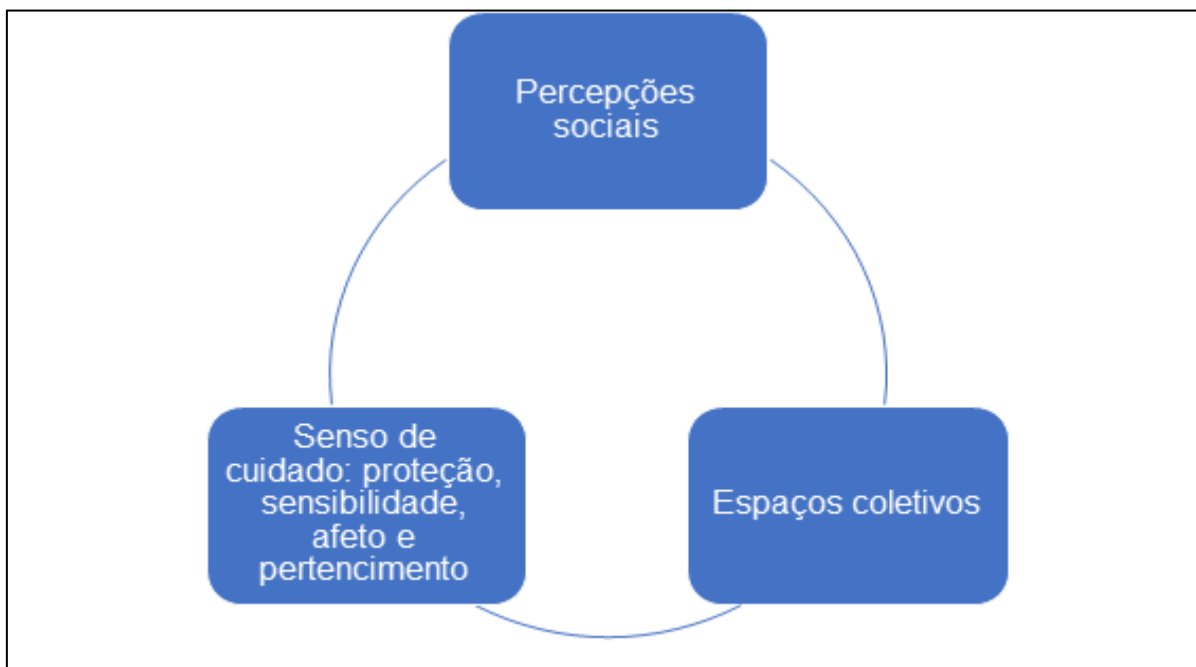 Percepções
sociais
Senso de
cuidado: proteção,
sensibilidade,
afeto e
pertencimento
Espaços coletivos